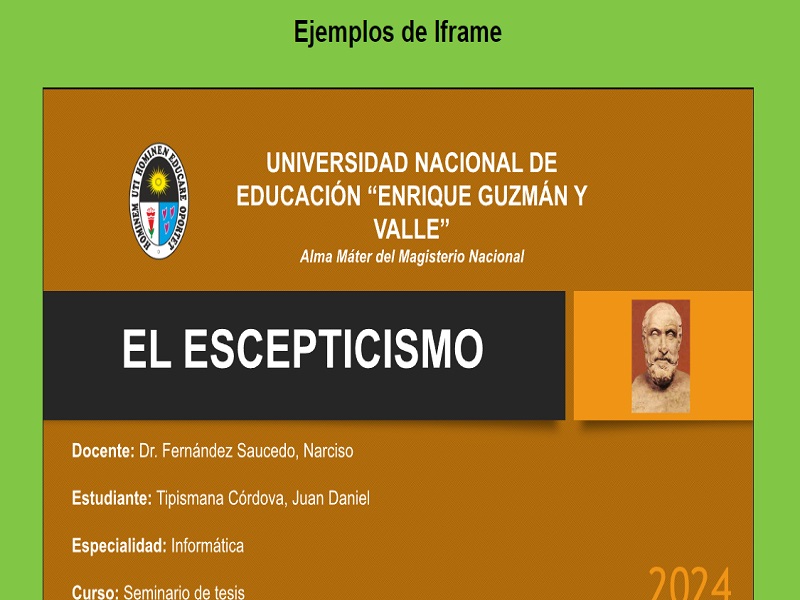 Ejemplos de Iframe
HOMINEM UTI HOMINEN EDUCARE OPORTET
UNIVERSIDAD NACIONAL DE
EDUCACIÓN “ENRIQUE GUZMÁN Y
VALLE”
Alma Máter del Magisterio Nacional
EL ESCEPTICISMO
Docente: Dr. Fernández Saucedo, Narciso
Estudiante: Tipismana Córdova, Juan Daniel
Especialidad: Informática
Curso: Seminario de tesis
2024